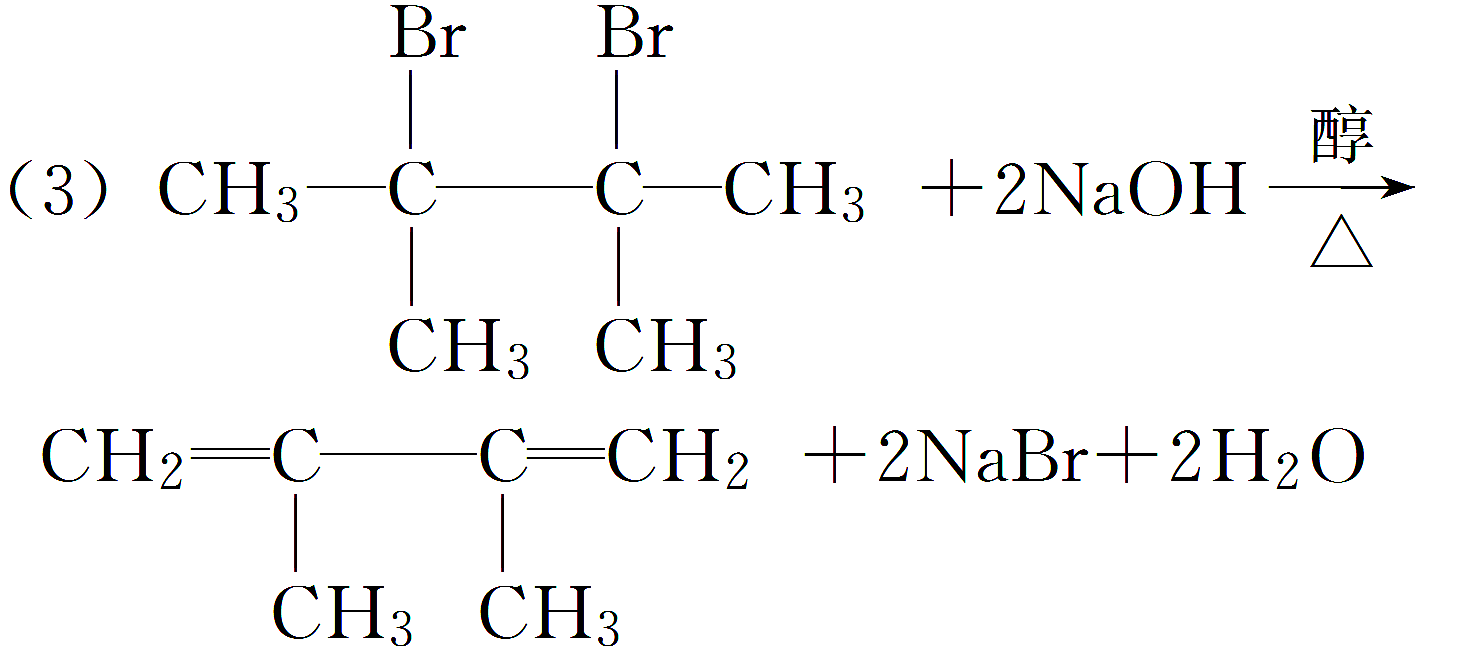 Br Br
(3) CH₃—C—C—CH₃ +2NaOH 醇 △ →
CH₃ CH₃
CH₂=C—C=CH₂ +2NaBr+2H₂O
CH₃ CH₃